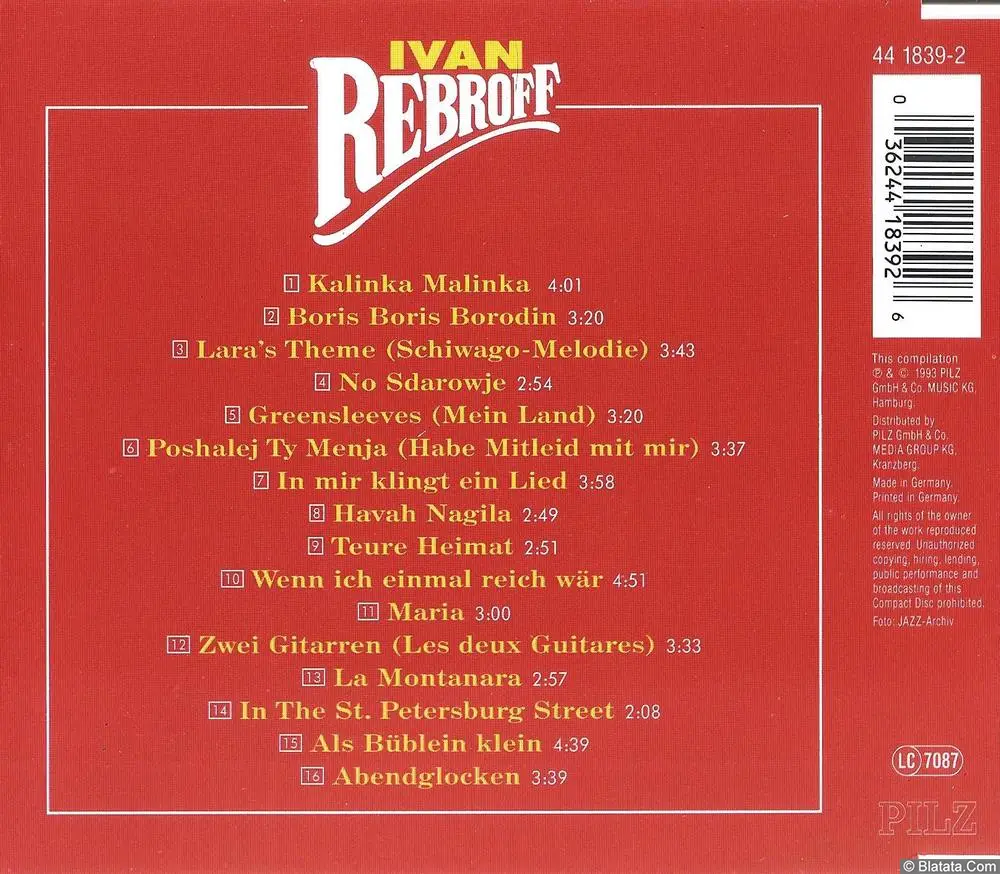 IVAN
REBROFF
1 Kalinka Malinka 4:01
2 Boris Boris Borodin 3:20
3 Lara's Theme (Schiwago-Melodie) 3:43
4 No Sdarowje 2:54
5 Greensleeves (Mein Land) 3:20
6 Poshalej Ty Menja (Habe Mitleid mit mir) 3:37
7 In mir klingt ein Lied 3:58
8 Havah Nagila 2:49
9 Teure Heimat 2:51
10 Wenn ich einmal reich wär 4:51
11 Maria 3:00
12 Zwei Gitarren (Les deux Guitares) 3:33
13 La Montanara 2:57
14 In The St. Petersburg Street 2:08
15 Als Büblein klein 4:39
16 Abendglocken 3:39
44 1839-2
0 36244 18392 6
This compilation
℗ & © 1993 PILZ
GmbH & Co. MUSIC KG,
Hamburg.
Distributed by
PILZ GmbH & Co.
MEDIA GROUP KG,
Kranzberg.
Made in Germany.
Printed in Germany.
All rights of the owner
of the work reproduced
reserved. Unauthorized
copying, hiring, lending,
public performance and
broadcasting of this
Compact Disc prohibited.
Foto: JAZZ-Archiv
LC 7087
PILZ
© Blatata.Com